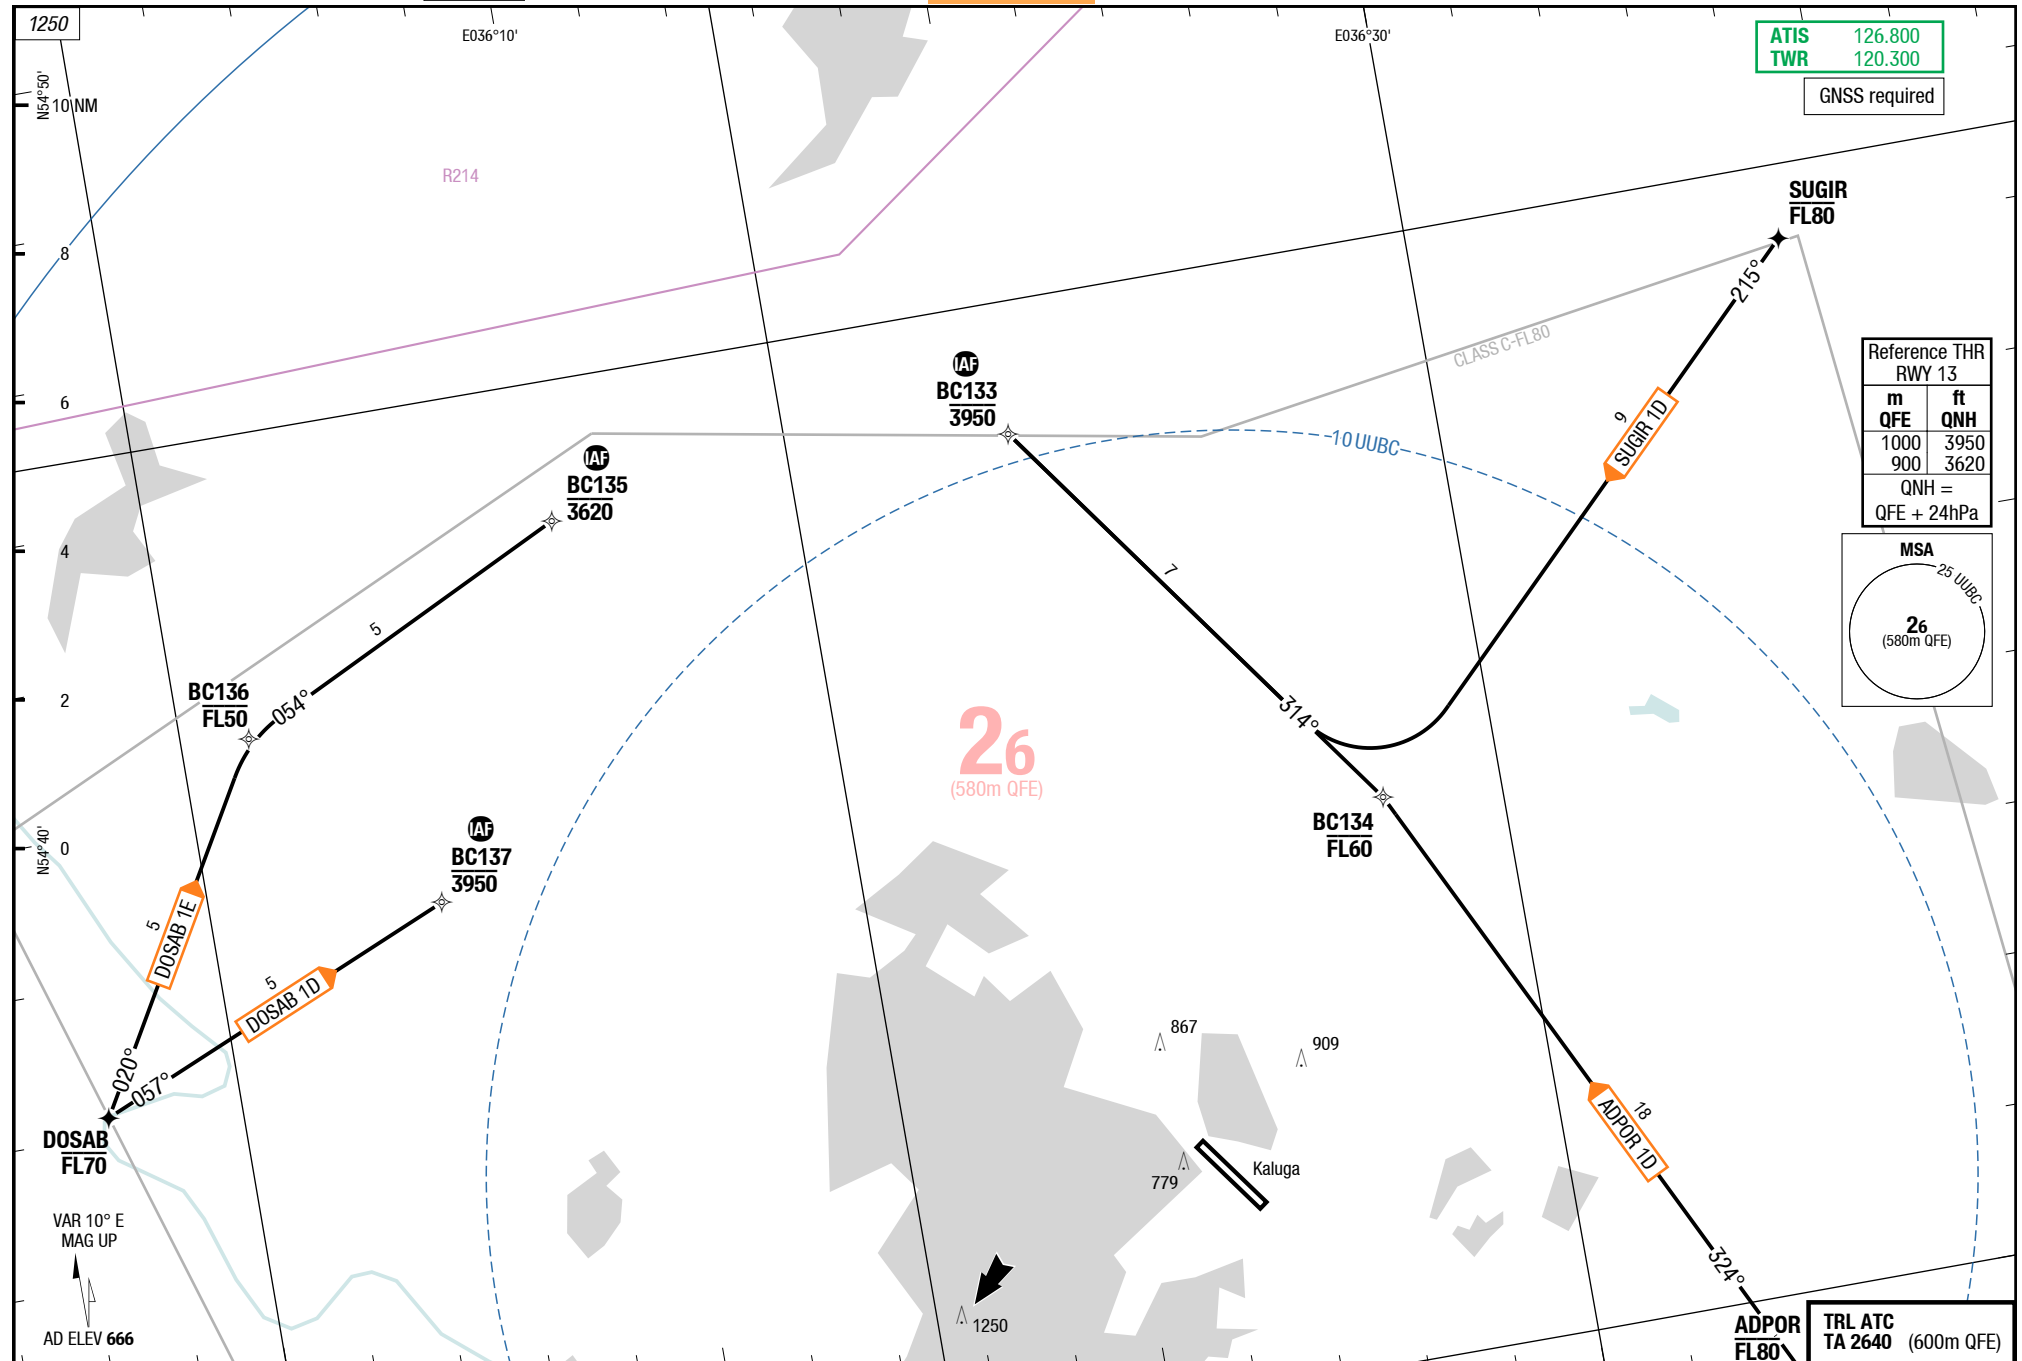 1250
E036°10'
E036°30'
ATIS 126.800
TWR 120.300
GNSS required
N54°50'
10 NM
R214
8
SUGIR
FL80
215°
CLASS C-FL80
Reference THR
RWY 13
m ft
QFE QNH
1000 3950
900 3620
QNH =
QFE + 24hPa
IAF
BC133
3950
6
9
SUGIR 1D
10 UUBC
IAF
BC135
3620
MSA
25 UUBC
26
(580m QFE)
4
7
5
BC136
FL50
054°
2
314°
26
(580m QFE)
BC134
FL60
N54°40'
0
IAF
BC137
3950
5
DOSAB 1E
5
DOSAB 1D
020°
057°
867
909
18
ADPOR 1D
DOSAB
FL70
779
Kaluga
VAR 10° E
MAG UP
324°
1250
AD ELEV 666
ADPOR
FL80
TRL ATC
TA 2640 (600m QFE)